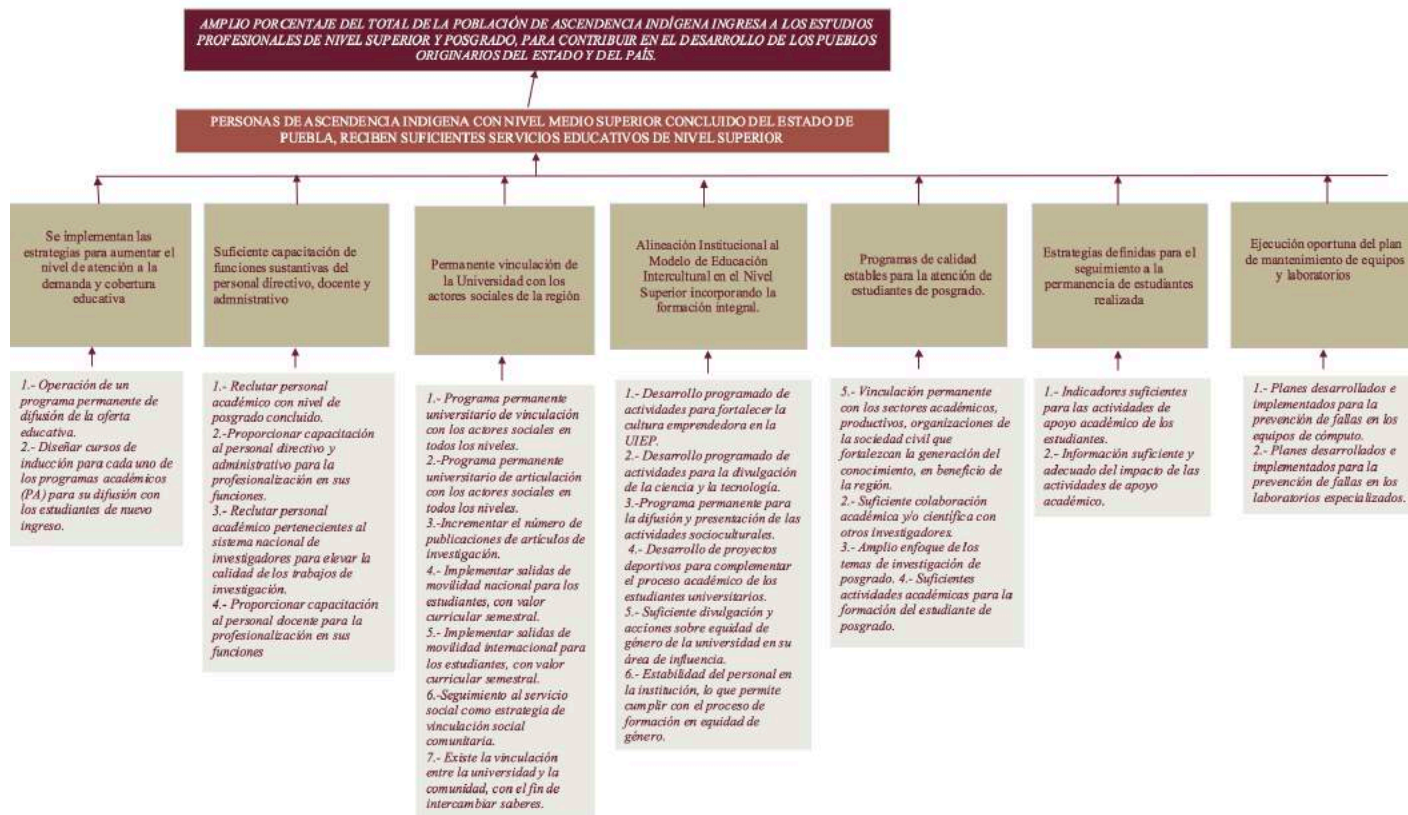 AMPLIO PORCENTAJE DEL TOTAL DE LA POBLACIÓN DE ASCENDENCIA INDÍGENA INGRESA A LOS ESTUDIOS
PROFESIONALES DE NIVEL SUPERIOR Y POSGRADO, PARA CONTRIBUIR EN EL DESARROLLO DE LOS PUEBLOS
ORIGINARIOS DEL ESTADO Y DEL PAÍS.
PERSONAS DE ASCENDENCIA INDIGENA CON NIVEL MEDIO SUPERIOR CONCLUIDO DEL ESTADO DE
PUEBLA, RECIBEN SUFICIENTES SERVICIOS EDUCATIVOS DE NIVEL SUPERIOR
Se implementan las
estrategias para aumentar el
nivel de atención a la
demanda y cobertura
educativa
Suficiente capacitación de
funciones sustantivas del
personal directivo, docente y
admnistrativo
Permanente vinculación de
la Universidad con los
actores sociales de la región
Alineación Institucional al
Modelo de Educación
Intercultural en el Nivel
Superior incorporando la
formación integral.
Programas de calidad
estables para la atención de
estudiantes de posgrado.
Estrategias definidas para el
seguimiento a la
permanencia de estudiantes
realizada
Ejecución oportuna del plan
de mantenimiento de equipos
y laboratorios
1.- Operación de un
programa permanente de
difusión de la oferta
educativa.
2.- Diseñar cursos de
inducción para cada uno de
los programas académicos
(PA) para su difusión con
los estudiantes de nuevo
ingreso.
1.- Reclutar personal
académico con nivel de
posgrado concluido.
2.-Proporcionar capacitación
al personal directivo y
administrativo para la
profesionalización en sus
funciones.
3.- Reclutar personal
académico pertenecientes al
sistema nacional de
investigadores para elevar la
calidad de los trabajos de
investigación.
4.- Proporcionar capacitación
al personal docente para la
profesionalización en sus
funciones
1.- Programa permanente
universitario de vinculación
con los actores sociales en
todos los niveles.
2.-Programa permanente
universitario de articulación
con los actores sociales en
todos los niveles.
3.-Incrementar el número de
publicaciones de artículos de
investigación.
4.- Implementar salidas de
movilidad nacional para los
estudiantes, con valor
curricular semestral.
5.- Implementar salidas de
movilidad internacional para
los estudiantes, con valor
curricular semestral.
6.-Seguimiento al servicio
social como estrategia de
vinculación social
comunitaria.
7.- Existe la vinculación
entre la universidad y la
comunidad, con el fin de
intercambiar saberes.
1.- Desarrollo programado de
actividades para fortalecer la
cultura emprendedora en la
UIEP.
2.- Desarrollo programado de
actividades para la divulgación
de la ciencia y la tecnología.
3.-Programa permanente para
la difusión y presentación de las
actividades socioculturales.
4.- Desarrollo de proyectos
deportivos para complementar
el proceso académico de los
estudiantes universitarios.
5.- Suficiente divulgación y
acciones sobre equidad de
género de la universidad en su
área de influencia.
6.- Estabilidad del personal en
la institución, lo que permite
cumplir con el proceso de
formación en equidad de
género.
5.- Vinculación permanente
con los sectores académicos,
productivos, organizaciones de
la sociedad civil que
fortalezcan la generación del
conocimiento, en beneficio de
la región.
2.- Suficiente colaboración
académica y/o científica con
otros investigadores.
3.- Amplio enfoque de los
temas de investigación de
posgrado. 4.- Suficientes
actividades académicas para la
formación del estudiante de
posgrado.
1.- Indicadores suficientes
para las actividades de
apoyo académico de los
estudiantes.
2.- Información suficiente y
adecuado del impacto de las
actividades de apoyo
académico.
1.- Planes desarrollados e
implementados para la
prevención de fallas en los
equipos de cómputo.
2.- Planes desarrollados e
implementados para la
prevención de fallas en los
laboratorios especializados.